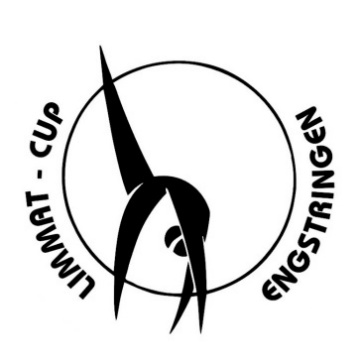 LIMMAT - CUP
ENGSTRINGEN